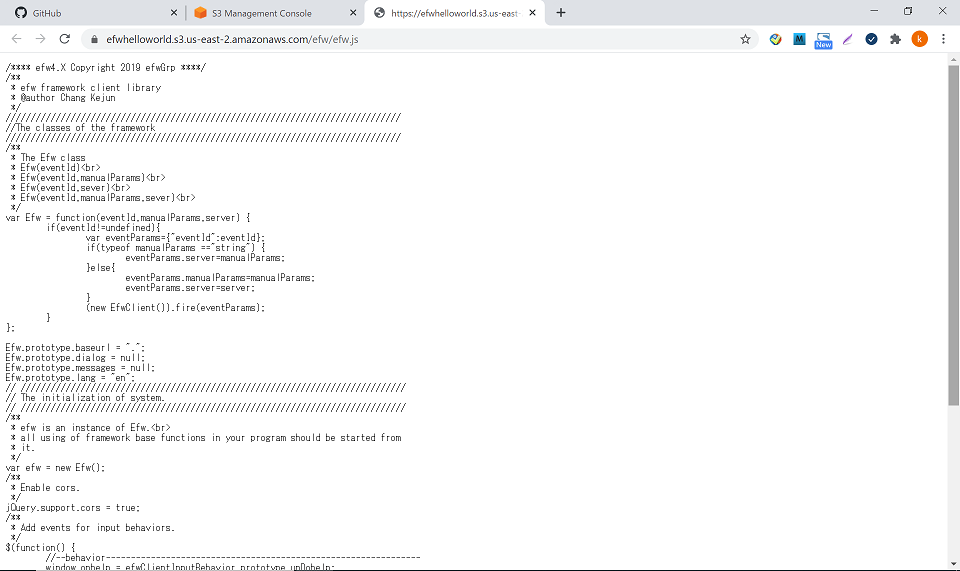 GitHub
S3 Management Console
https://efwhelloworld.s3.us-east-
efwhelloworld.s3.us-east-2.amazonaws.com/efw/efw.js
New
k
/**** efw4.X Copyright 2019 efwGrp ****/
/**
 * efw framework client library
 * @author Chang Kejun
 */
///////////////////////////////////////////////////////////////////////////////
//The classes of the framework
///////////////////////////////////////////////////////////////////////////////
/**
 * The Efw class
 * Efw(eventId)<br>
 * Efw(eventId,manualParams)<br>
 * Efw(eventId,sever)<br>
 * Efw(eventId,manualParams,sever)<br>
 */
var Efw = function(eventId,manualParams,server) {
        if(eventId!=undefined){
                var eventParams={"eventId":eventId};
                if(typeof manualParams =="string") {
                        eventParams.server=manualParams;
                }else{
                        eventParams.manualParams=manualParams;
                        eventParams.server=server;
                }
                (new EfwClient()).fire(eventParams);
        }
};
Efw.prototype.baseurl = ".";
Efw.prototype.dialog = null;
Efw.prototype.messages = null;
Efw.prototype.lang = "en";
// /////////////////////////////////////////////////////////////////////////////
// The initialization of system.
// /////////////////////////////////////////////////////////////////////////////
/**
 * efw is an instance of Efw.<br>
 * all using of framework base functions in your program should be started from
 * it.
 */
var efw = new Efw();
/**
 * Enable cors.
 */
jQuery.support.cors = true;
/**
 * Add events for input behaviors.
 */
$(function() {
        //--behavior---------------------------------------------------------------
        window.onhelp = efwClientInputBehavior.prototype.upDohelp;